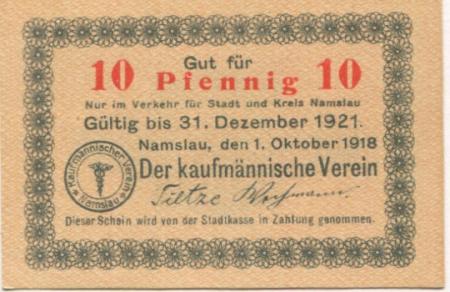 Gut für
10 Pfennig 10
Nur im Verkehr für Stadt und Kreis Namslau
Gültig bis 31. Dezember 1921.
Namslau, den 1. Oktober 1918
Der kaufmännische Verein
Kaufmännischer Verein Namslau
Tietze
Dieser Schein wird von der Stadtkasse in Zahlung genommen.